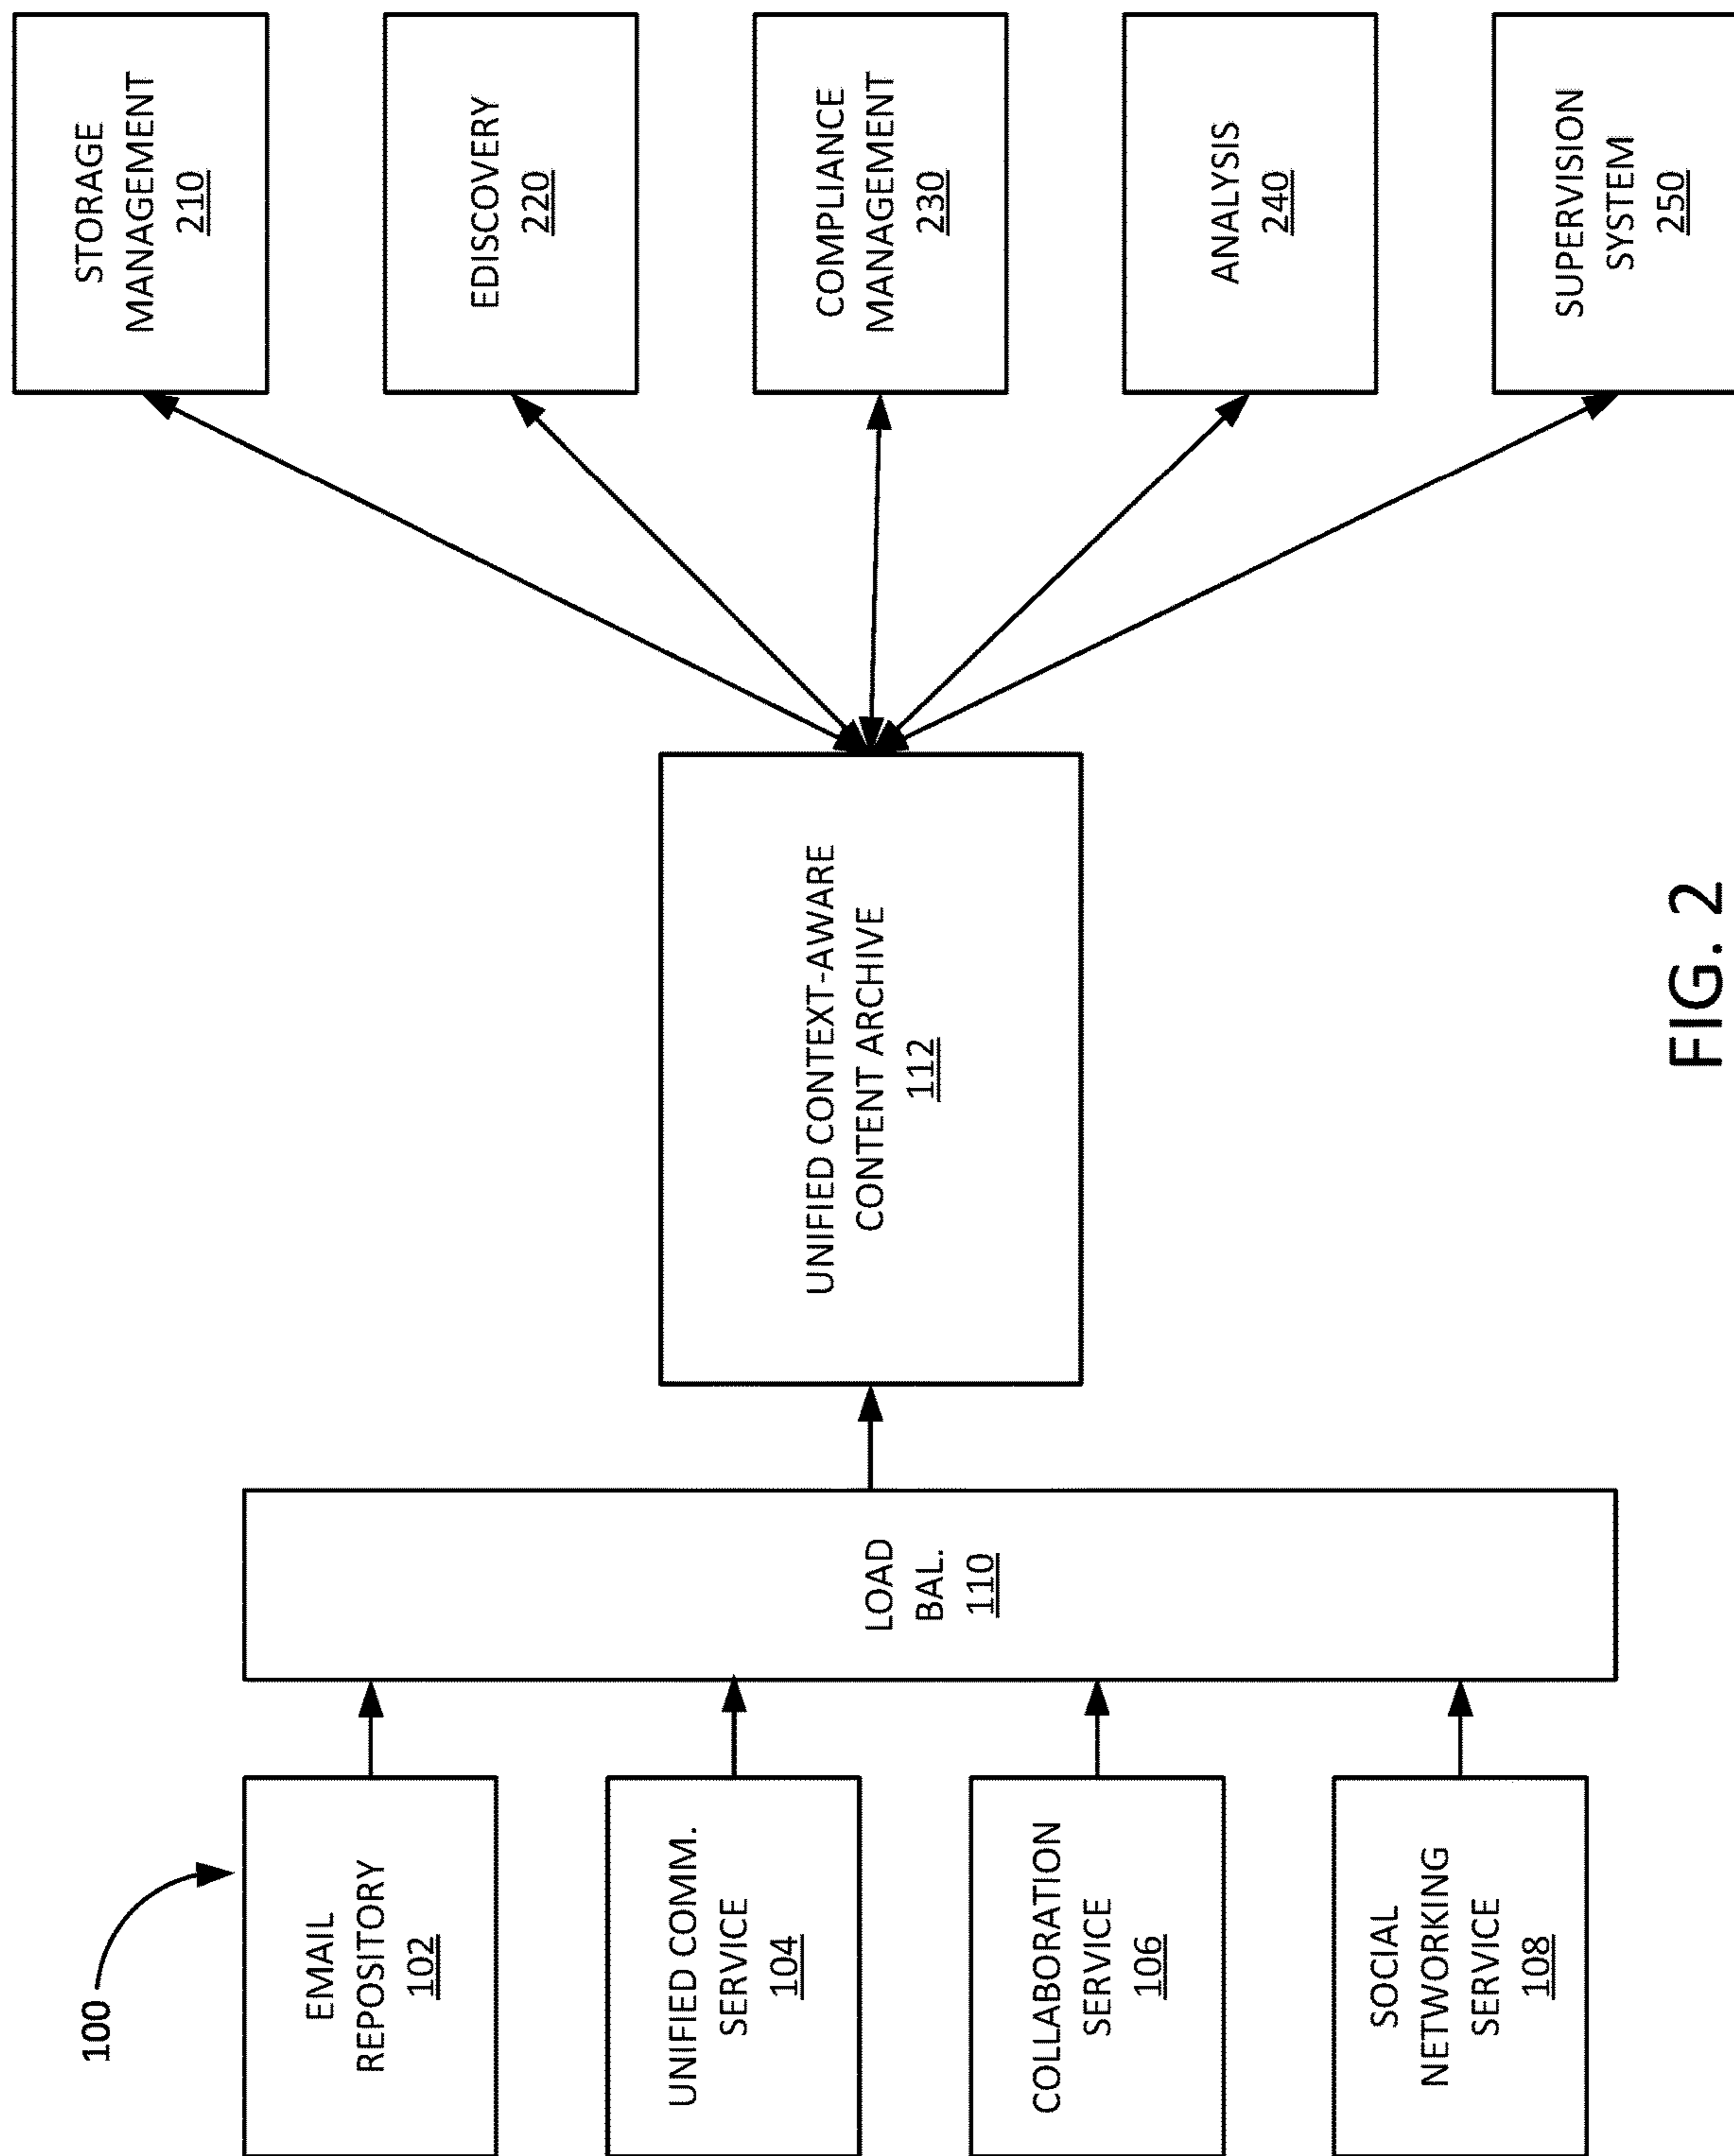 100
EMAIL
REPOSITORY
102
UNIFIED COMM.
SERVICE
104
COLLABORATION
SERVICE
106
SOCIAL
NETWORKING
SERVICE
108
LOAD
BAL.
110
UNIFIED CONTEXT-AWARE
CONTENT ARCHIVE
112
STORAGE
MANAGEMENT
210
EDISCOVERY
220
COMPLIANCE
MANAGEMENT
230
ANALYSIS
240
SUPERVISION
SYSTEM
250
FIG. 2